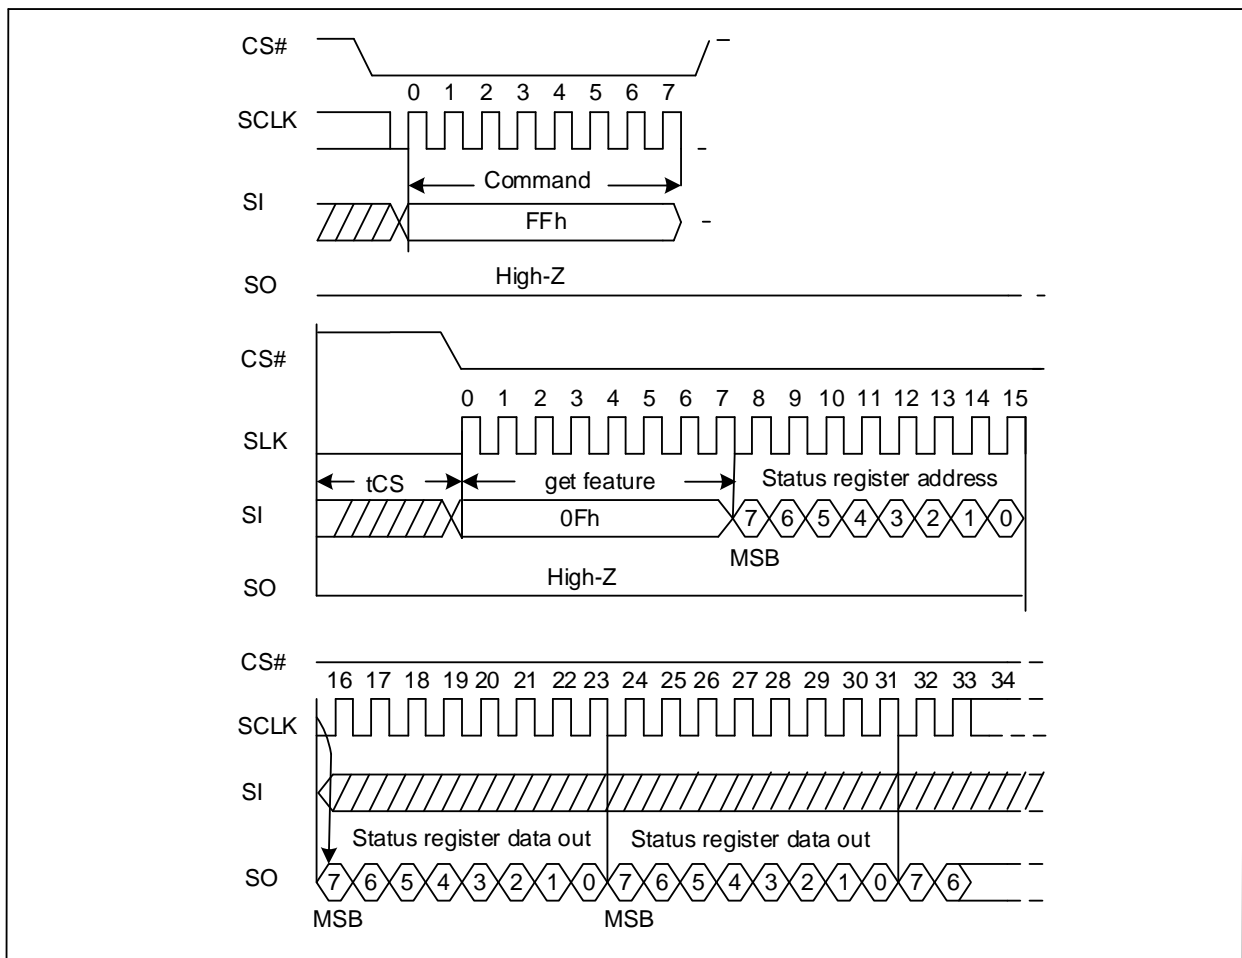 CS#
0 1 2 3 4 5 6 7
SCLK
Command
SI
FFh
High-Z
SO
CS#
0 1 2 3 4 5 6 7 8 9 10 11 12 13 14 15
SLK
tCS get feature Status register address
SI
0Fh 7 6 5 4 3 2 1 0
MSB
High-Z
SO
CS#
16 17 18 19 20 21 22 23 24 25 26 27 28 29 30 31 32 33 34
SCLK
SI
Status register data out Status register data out
SO 7 6 5 4 3 2 1 0 7 6 5 4 3 2 1 0 7 6
MSB MSB